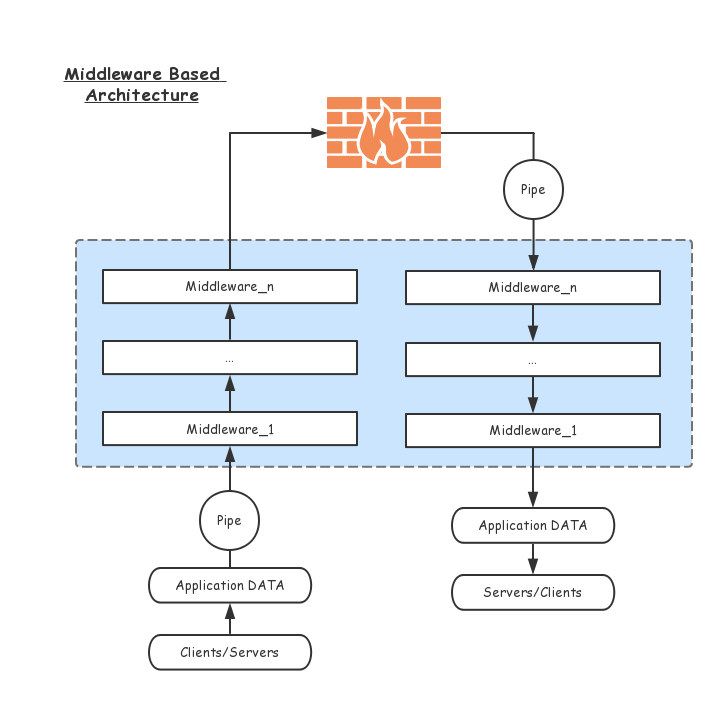 Middleware Based
Architecture
Pipe
Middleware_n
Middleware_n
...
...
Middleware_1
Middleware_1
Pipe
Application DATA
Application DATA
Servers/Clients
Clients/Servers